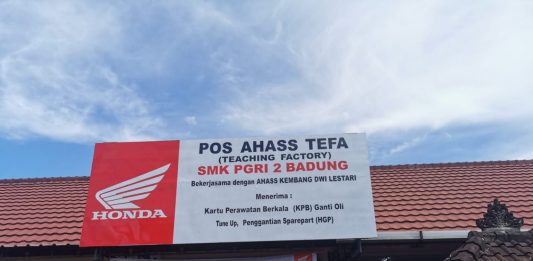 HONDA
POS AHASS TEFA
(TEACHING FACTORY)
SMK PGRI 2 BADUNG
Bekerjasama dengan AHASS KEMBANG DWI LESTARI
Menerima :
Kartu Perawatan Berkala (KPB) Ganti Oli
Tune Up, Penggantian Sparepart (HGP)